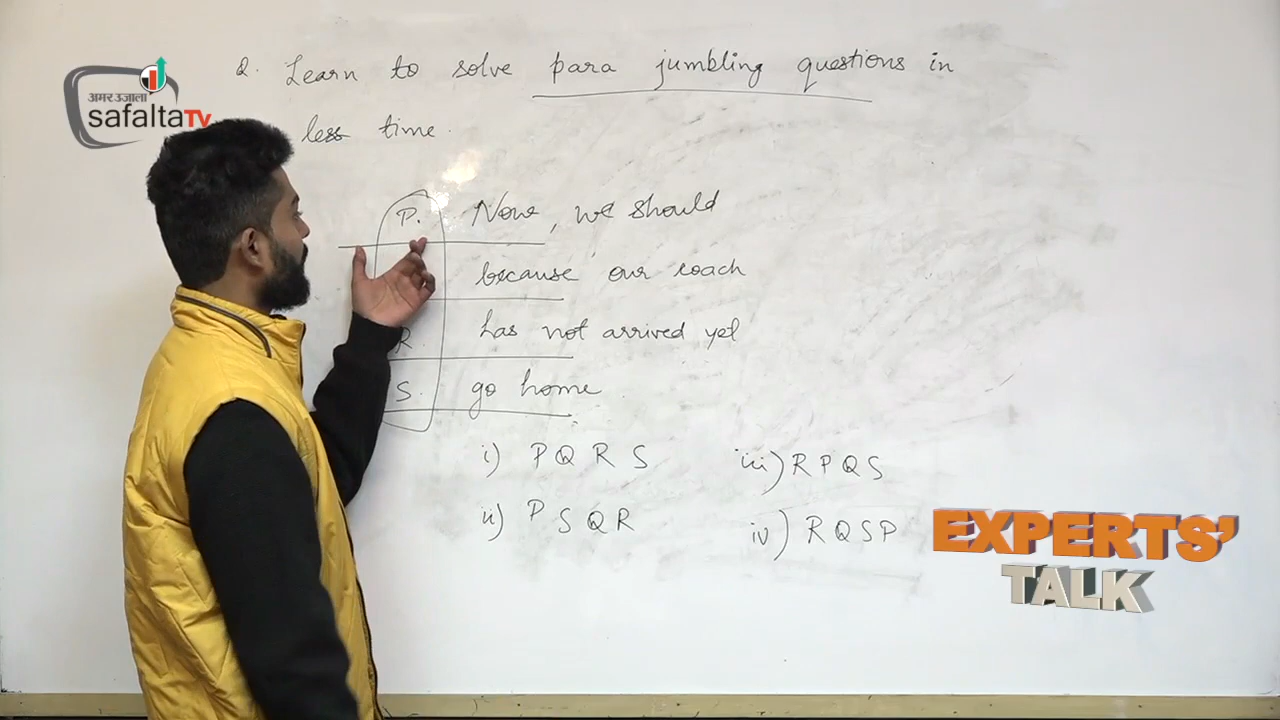 अमर उजाला
safalta TV
Q. Learn to solve para jumbling questions in
less time.
P. Now, we should
because our coach
R. has not arrived yet
S. go home.
i) P Q R S
iii) R P Q S
ii) P S Q R
iv) R Q S P
EXPERTS'
TALK